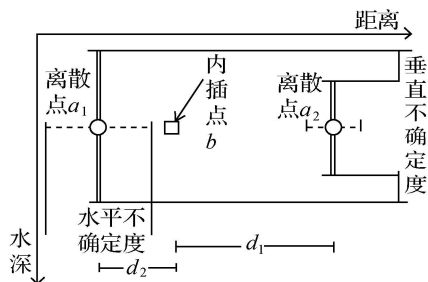 距离
离散
点a₁
内
插
点
b
离散
点a₂
垂
直
不
确
定
度
水平不
确定度
水
深
d₁
d₂